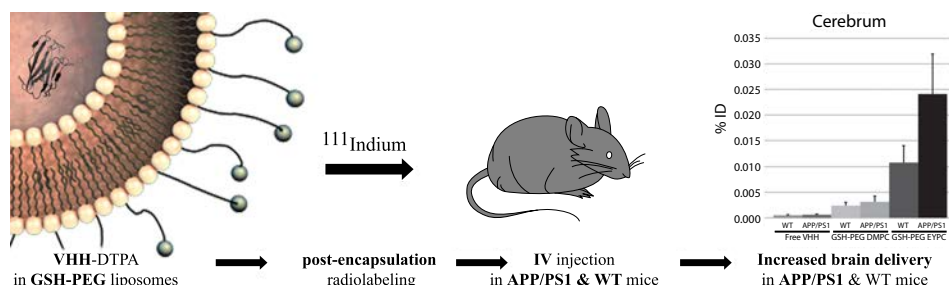 Cerebrum
0.035
0.030
0.025
0.020
0.015
0.010
0.005
0.000
% ID
WT APP/PS1 WT APP/PS1 WT APP/PS1
Free VHH GSH-PEG DMPC GSH-PEG EYPC
111Indium
VHH-DTPA
in GSH-PEG liposomes
post-encapsulation
radiolabeling
IV injection
in APP/PS1 & WT mice
Increased brain delivery
in APP/PS1 & WT mice